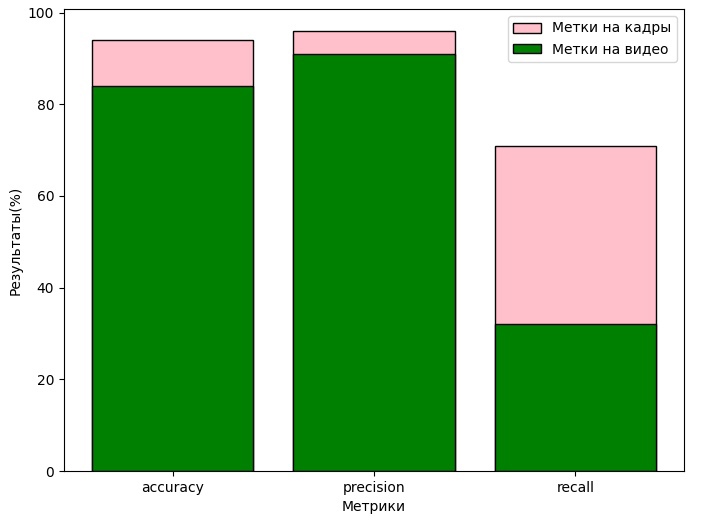 Метки на кадры
Метки на видео
Результаты(%)
100
80
60
40
20
0
accuracy
precision
recall
Метрики